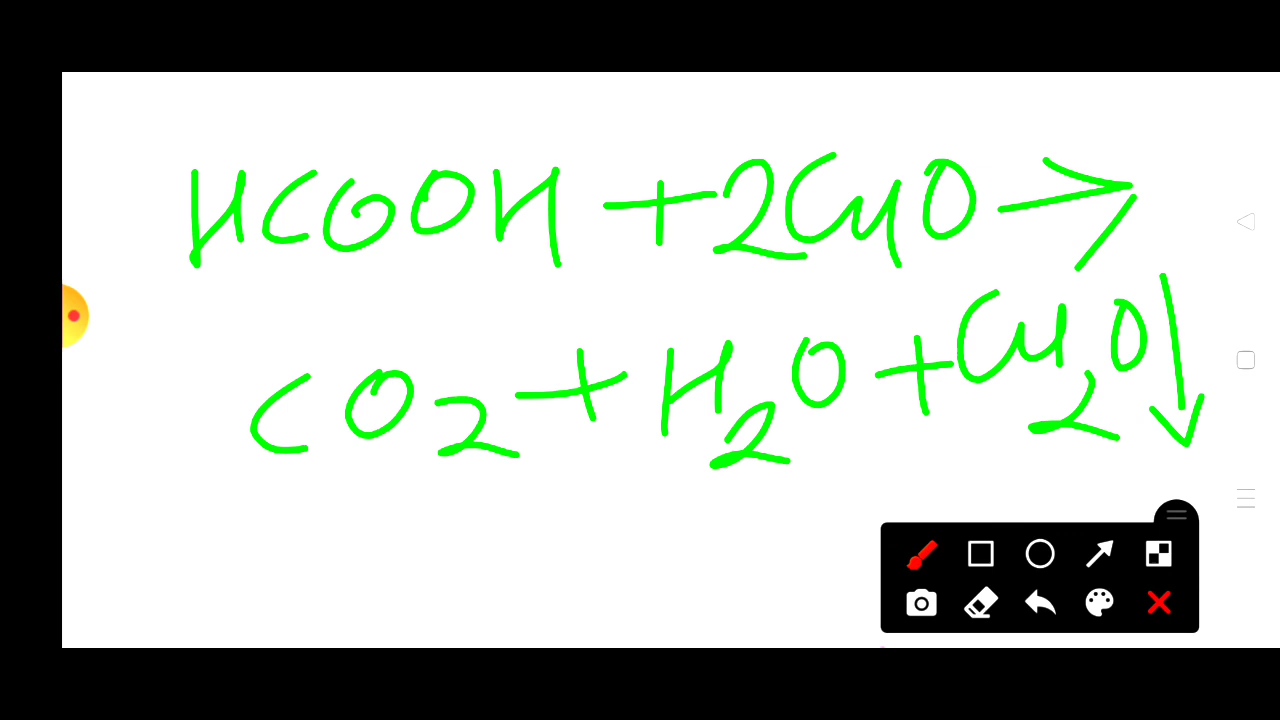 HCOOH + 2CuO →
CO₂ + H₂O + Cu₂O ↓